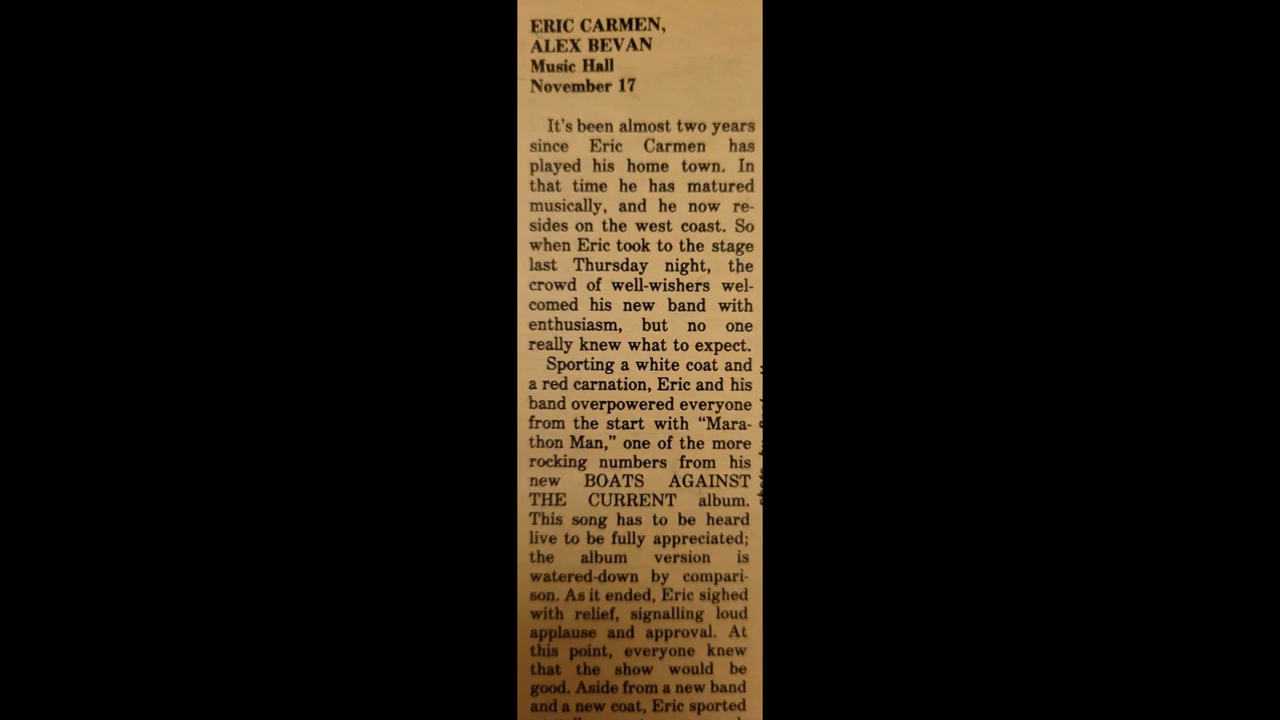 ERIC CARMEN,
ALEX BEVAN
Music Hall
November 17
It's been almost two years
since Eric Carmen has
played his home town. In
that time he has matured
musically, and he now re-
sides on the west coast. So
when Eric took to the stage
last Thursday night, the
crowd of well-wishers wel-
comed his new band with
enthusiasm, but no one
really knew what to expect.
Sporting a white coat and
a red carnation, Eric and his
band overpowered everyone
from the start with “Mara-
thon Man,” one of the more
rocking numbers from his
new BOATS AGAINST
THE CURRENT album.
This song has to be heard
live to be fully appreciated;
the album version is
watered-down by compari-
son. As it ended, Eric sighed
with relief, signalling loud
applause and approval. At
this point, everyone knew
that the show would be
good. Aside from a new band
and a new coat, Eric sported